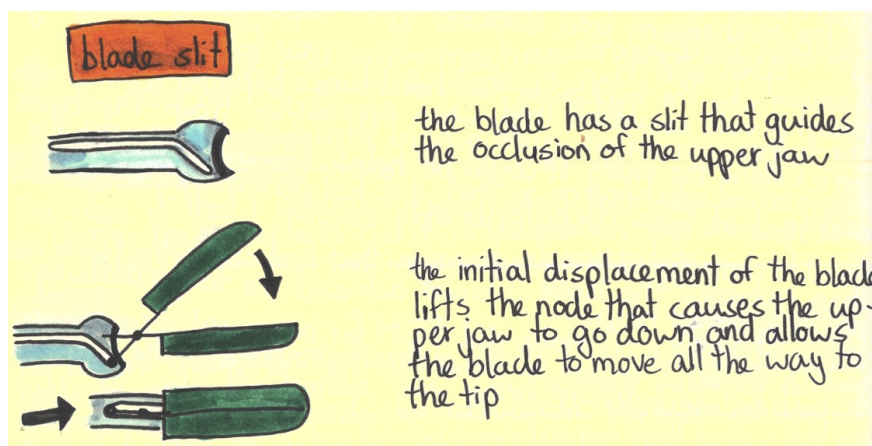 blade slit
the blade has a slit that guides
the occlusion of the upper jaw
the initial displacement of the blade
lifts the node that causes the up-
per jaw to go down and allows
the blade to move all the way to
the tip